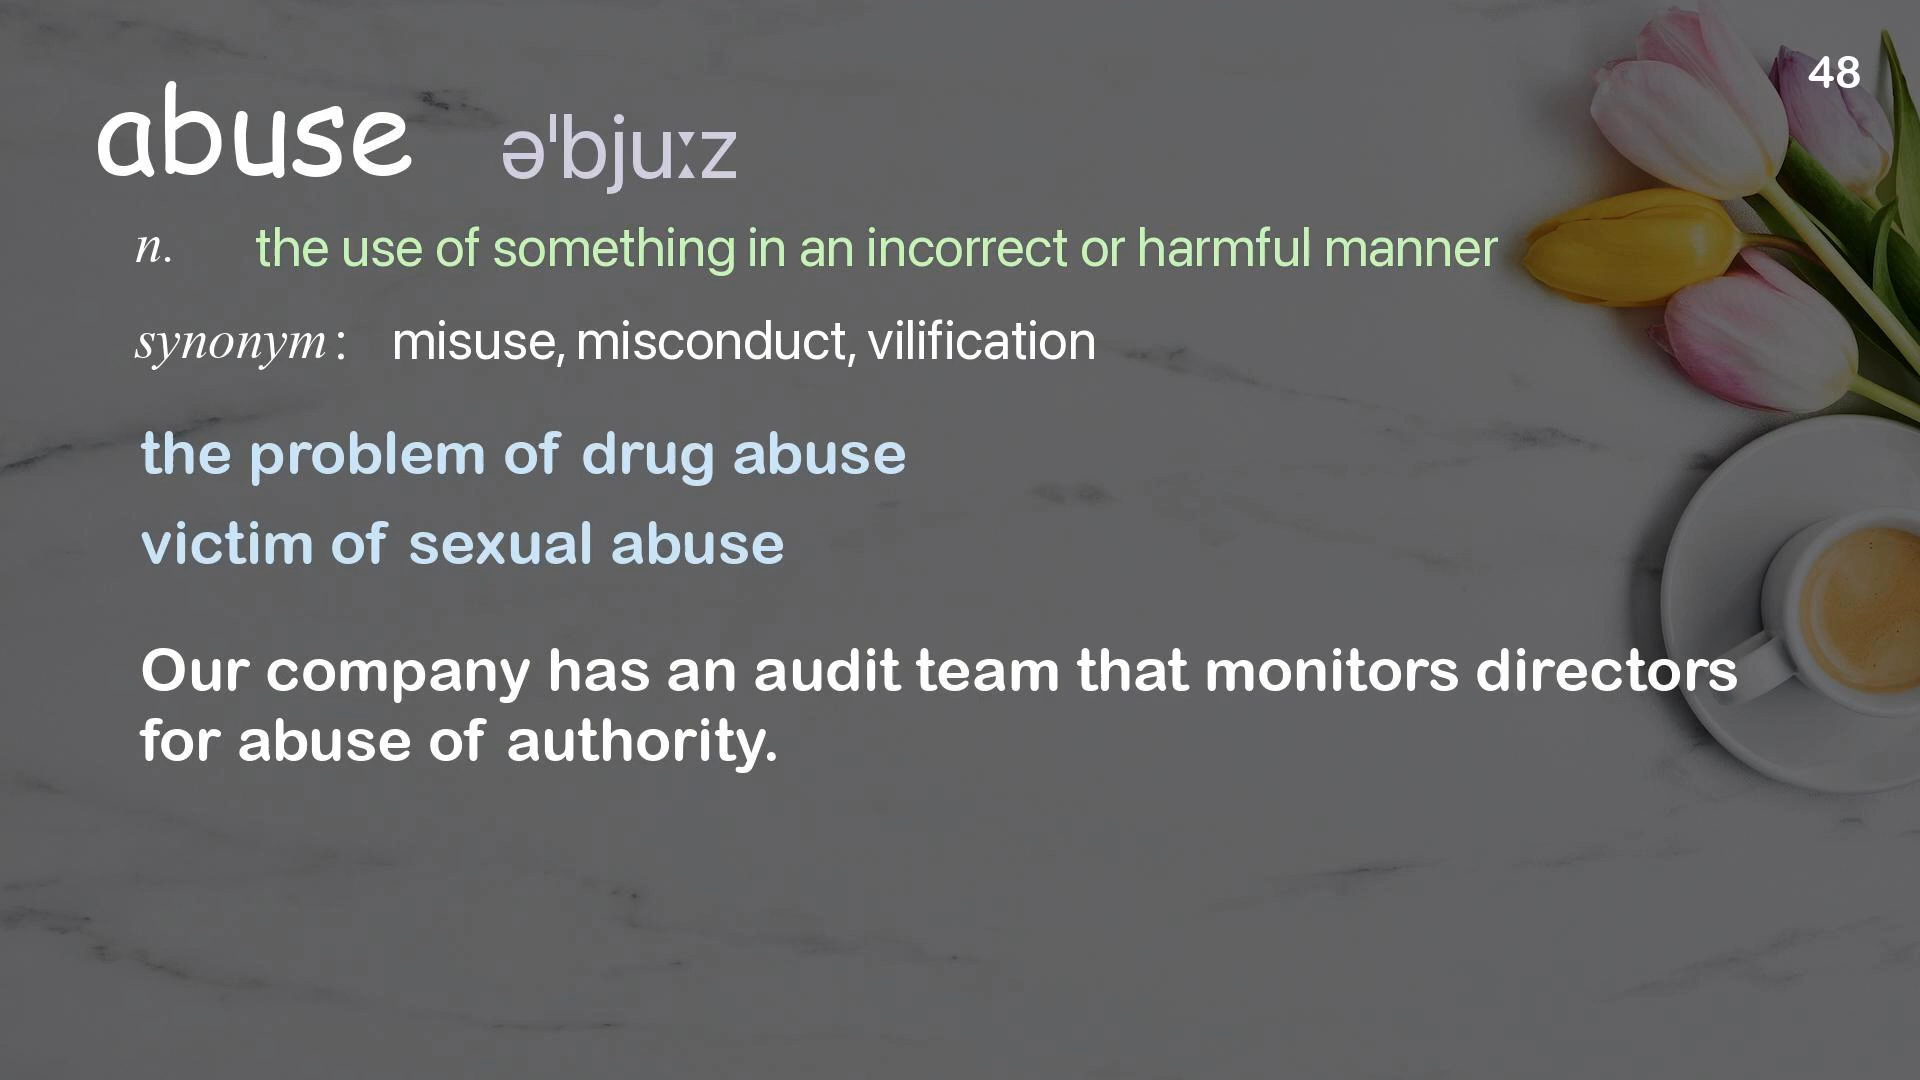 48
abuse əˈbjuːz
n. the use of something in an incorrect or harmful manner
synonym : misuse, misconduct, vilification
the problem of drug abuse
victim of sexual abuse
Our company has an audit team that monitors directors
for abuse of authority.